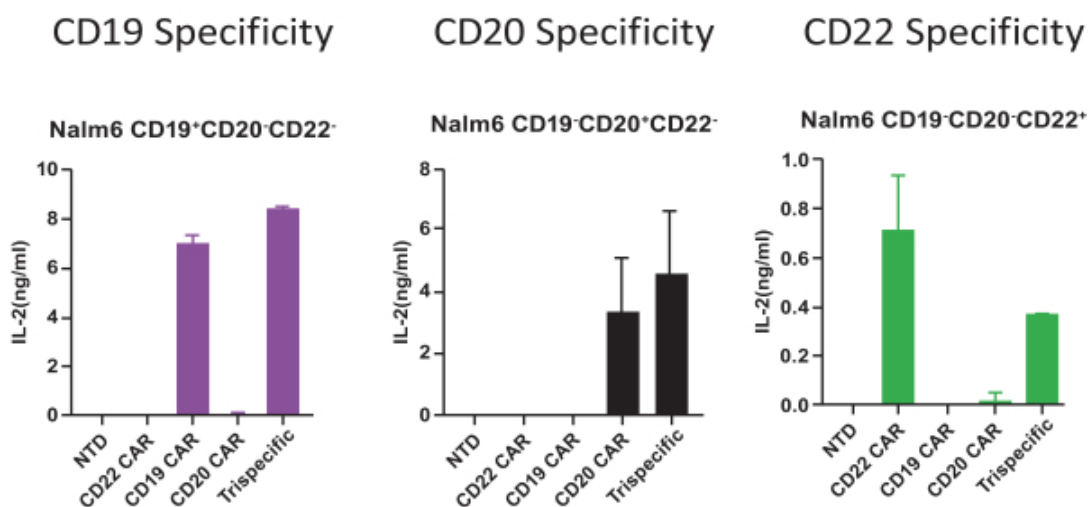 CD19 Specificity
CD20 Specificity
CD22 Specificity
Nalm6 CD19⁺CD20⁻CD22⁻
Nalm6 CD19⁻CD20⁺CD22⁻
Nalm6 CD19⁻CD20⁻CD22⁺
IL-2(ng/ml)
10
8
6
4
2
0
NTD
CD22 CAR
CD19 CAR
CD20 CAR
Trispecific
IL-2(ng/ml)
8
6
4
2
0
NTD
CD22 CAR
CD19 CAR
CD20 CAR
Trispecific
IL-2(ng/ml)
1.0
0.8
0.6
0.4
0.2
0.0
NTD
CD22 CAR
CD19 CAR
CD20 CAR
Trispecific